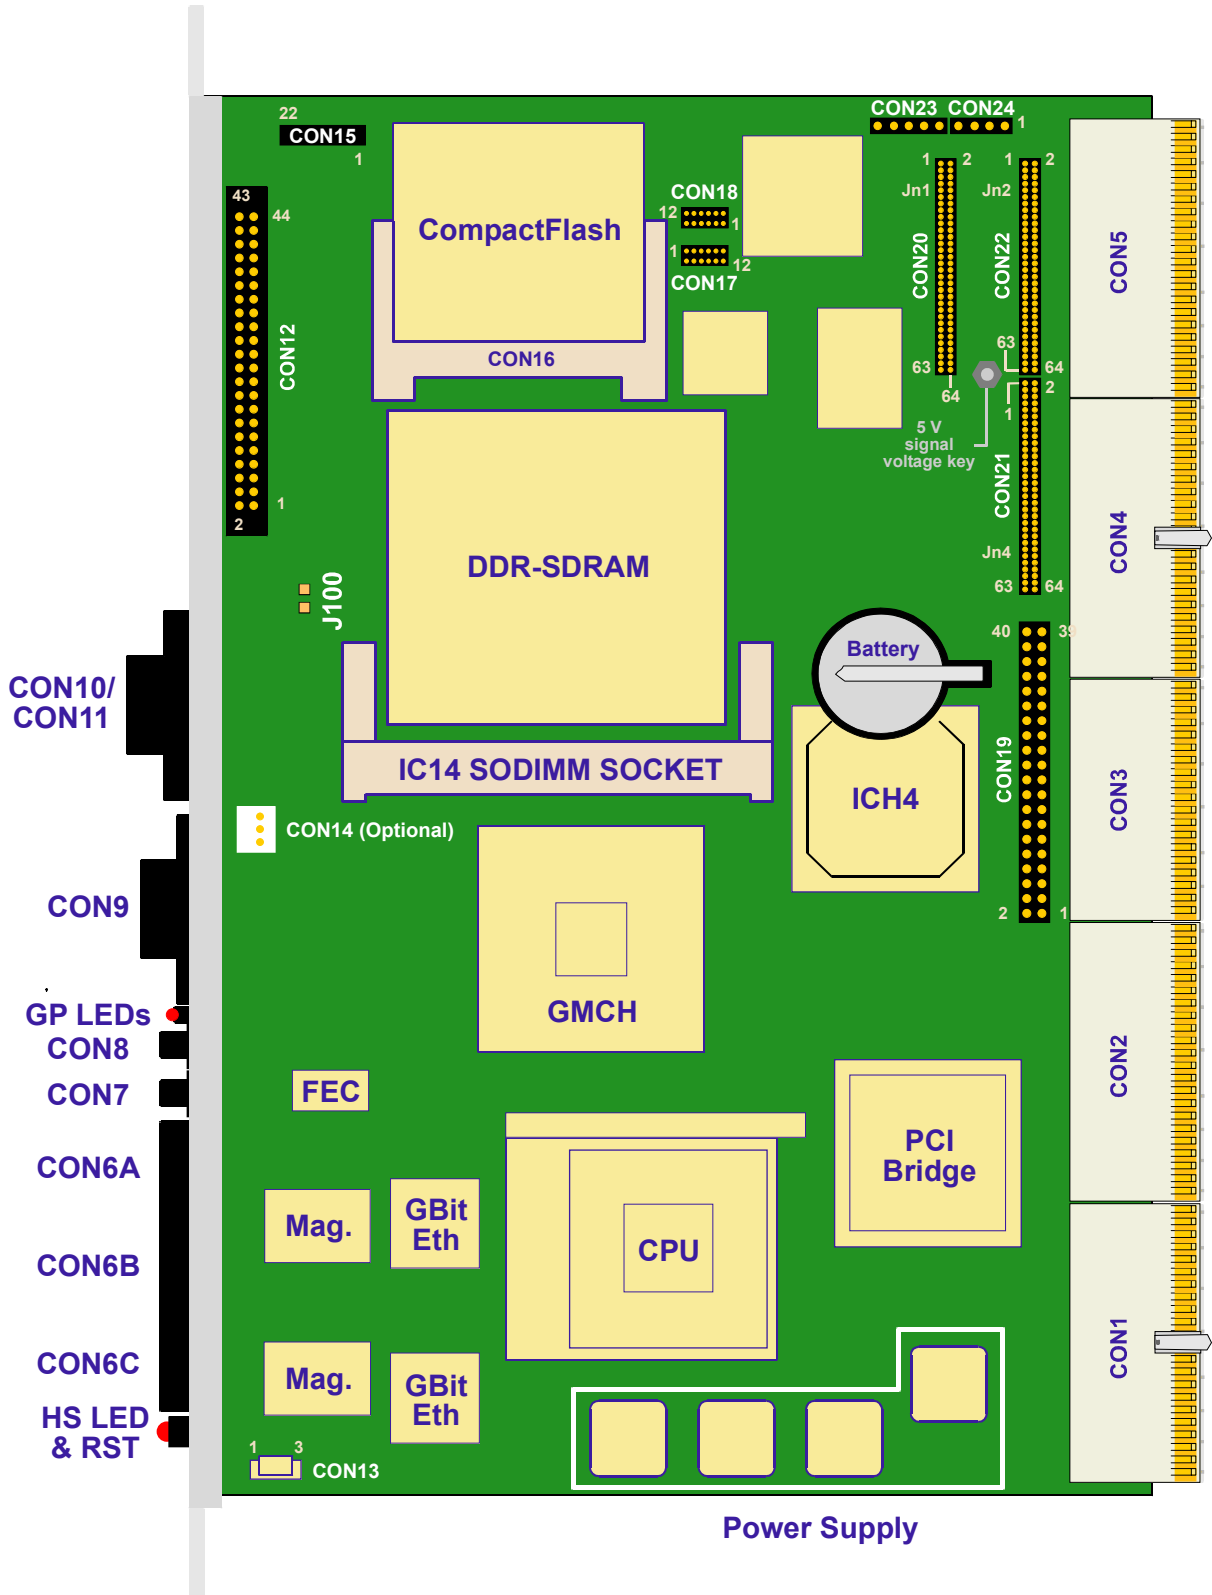 CON23 CON24
1
22
CON15
1
43
44
CON12
1
2
CompactFlash
CON16
CON18
12
1
1
12
CON17
1 2
Jn1
CON20
63
64
1 2
Jn2
CON22
63
64
5 V
signal
voltage key
1
2
CON21
Jn4
63 64
CON5
CON4
CON3
CON2
CON1
J100
DDR-SDRAM
IC14 SODIMM SOCKET
Battery
ICH4
40 39
CON19
2 1
CON10/
CON11
CON14 (Optional)
CON9
GMCH
GP LEDs
CON8
CON7
FEC
CON6A
CON6B
CON6C
Mag.
GBit
Eth
CPU
PCI
Bridge
Mag.
GBit
Eth
HS LED
& RST
1 3
CON13
Power Supply